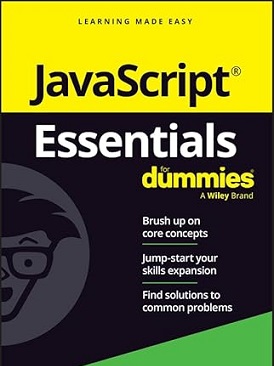 LEARNING MADE EASY
JavaScript®
Essentials
for
dummies®
A Wiley Brand
Brush up on
core concepts
Jump-start your
skills expansion
Find solutions to
common problems